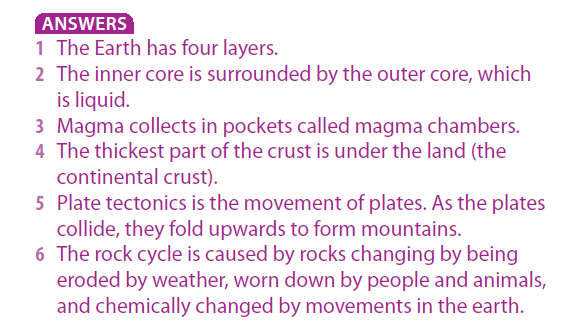 ANSWERS
1 The Earth has four layers.
2 The inner core is surrounded by the outer core, which
is liquid.
3 Magma collects in pockets called magma chambers.
4 The thickest part of the crust is under the land (the
continental crust).
5 Plate tectonics is the movement of plates. As the plates
collide, they fold upwards to form mountains.
6 The rock cycle is caused by rocks changing by being
eroded by weather, worn down by people and animals,
and chemically changed by movements in the earth.